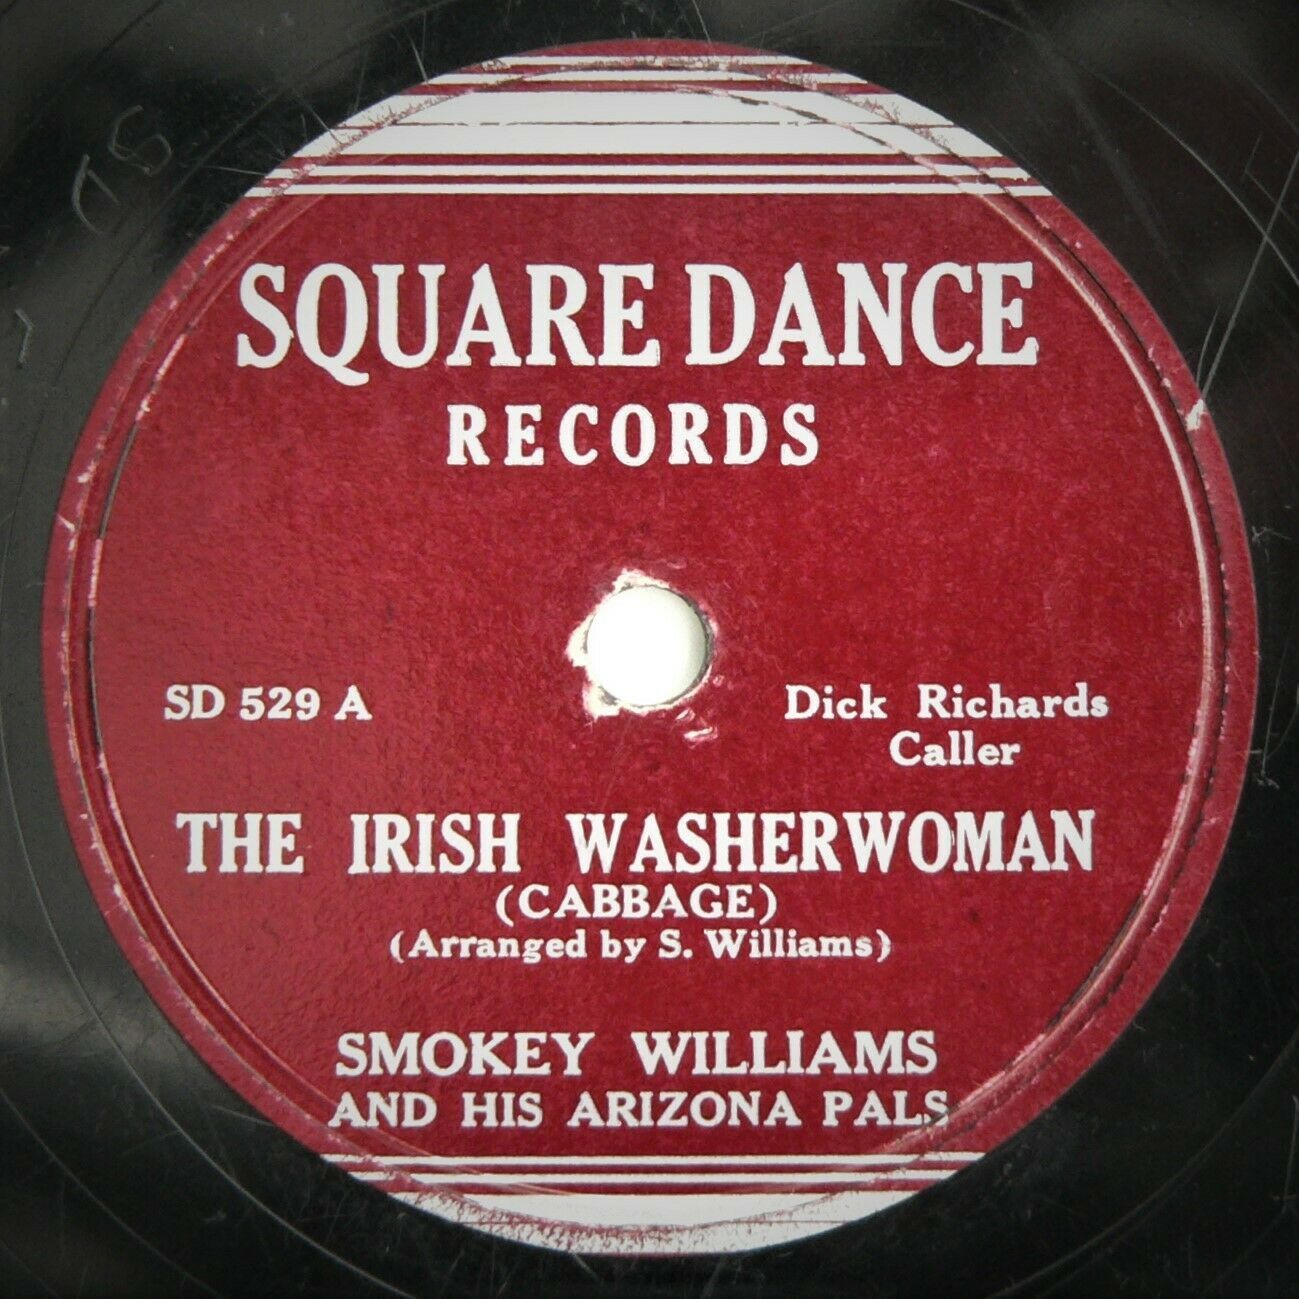 SQUARE DANCE
RECORDS
SD 529 A
Dick Richards
Caller
THE IRISH WASHERWOMAN
(CABBAGE)
(Arranged by S. Williams)
SMOKEY WILLIAMS
AND HIS ARIZONA PALS